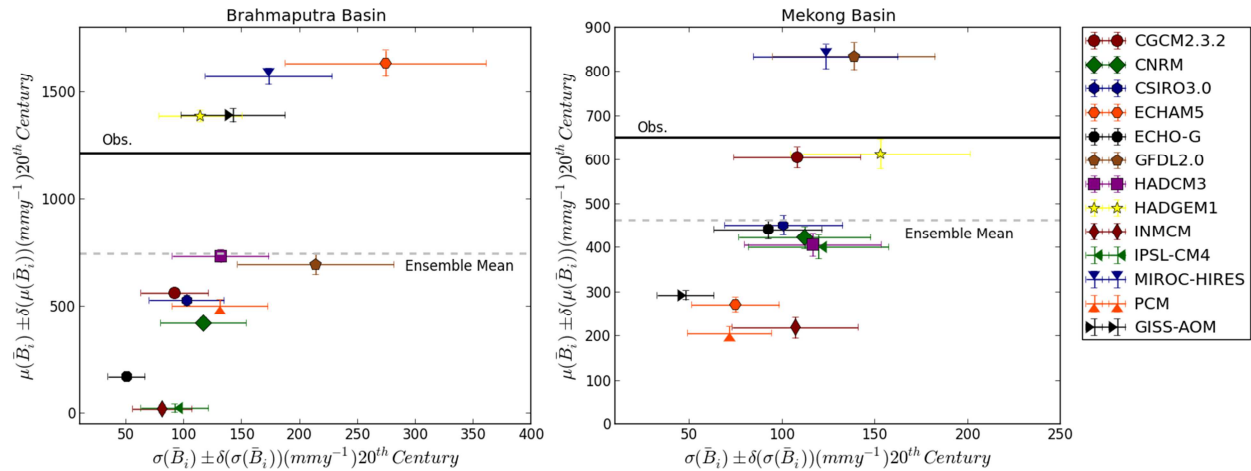 Brahmaputra Basin
1500
1000
500
0
50
100
150
200
250
300
350
400
Obs.
Ensemble Mean
μ(B̄ᵢ) ±δ(μ(B̄ᵢ))(mmy⁻¹)20ᵗʰ Century
σ(B̄ᵢ) ±δ(σ(B̄ᵢ))(mmy⁻¹)20ᵗʰ Century
Mekong Basin
900
800
700
600
500
400
300
200
100
0
50
100
150
200
250
Obs.
Ensemble Mean
μ(B̄ᵢ) ±δ(μ(B̄ᵢ))(mmy⁻¹)20ᵗʰ Century
σ(B̄ᵢ) ±δ(σ(B̄ᵢ))(mmy⁻¹)20ᵗʰ Century
CGCM2.3.2
CNRM
CSIRO3.0
ECHAM5
ECHO-G
GFDL2.0
HADCM3
HADGEM1
INMCM
IPSL-CM4
MIROC-HIRES
PCM
GISS-AOM